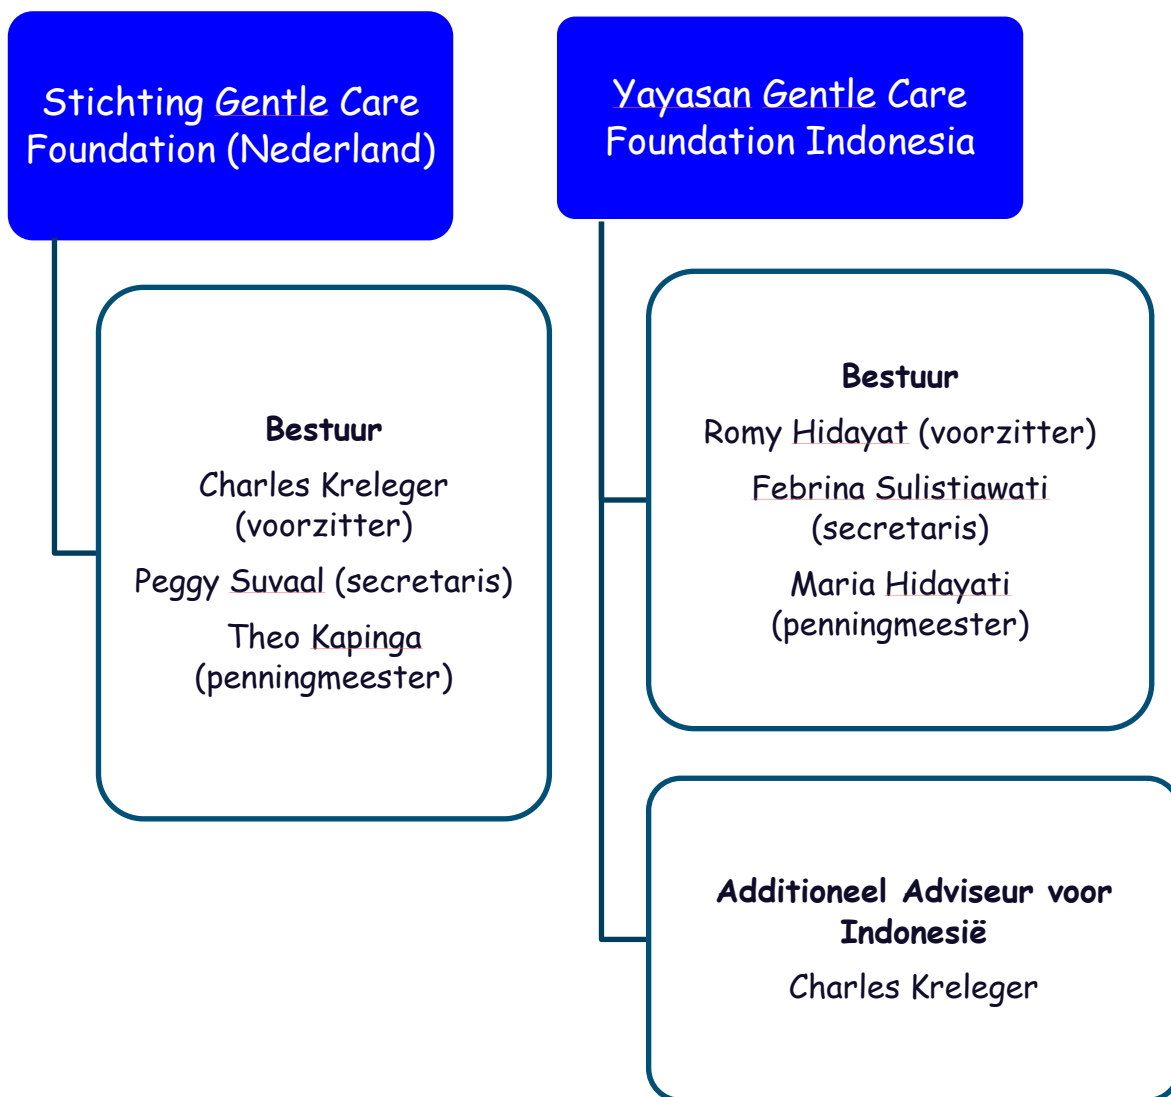 Stichting Gentle Care
Foundation (Nederland)
Bestuur
Charles Kreleger
(voorzitter)
Peggy Suvaal (secretaris)
Theo Kapinga
(penningmeester)
Yayasan Gentle Care
Foundation Indonesia
Bestuur
Romy Hidayat (voorzitter)
Febrina Sulistiawati
(secretaris)
Maria Hidayati
(penningmeester)
Additioneel Adviseur voor
Indonesië
Charles Kreleger